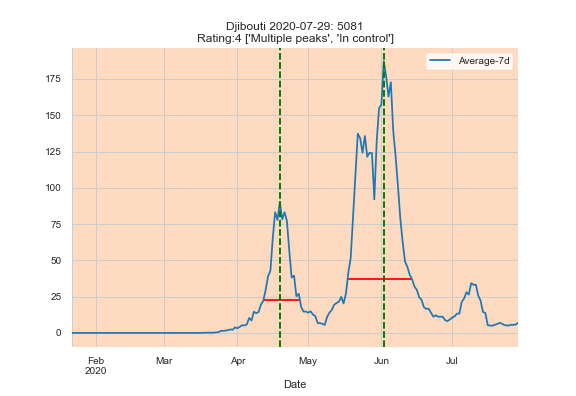 Djibouti 2020-07-29: 5081
Rating:4 ['Multiple peaks', 'In control']
Average-7d
175
150
125
100
75
50
25
0
Feb
2020
Mar
Apr
May
Jun
Jul
Date